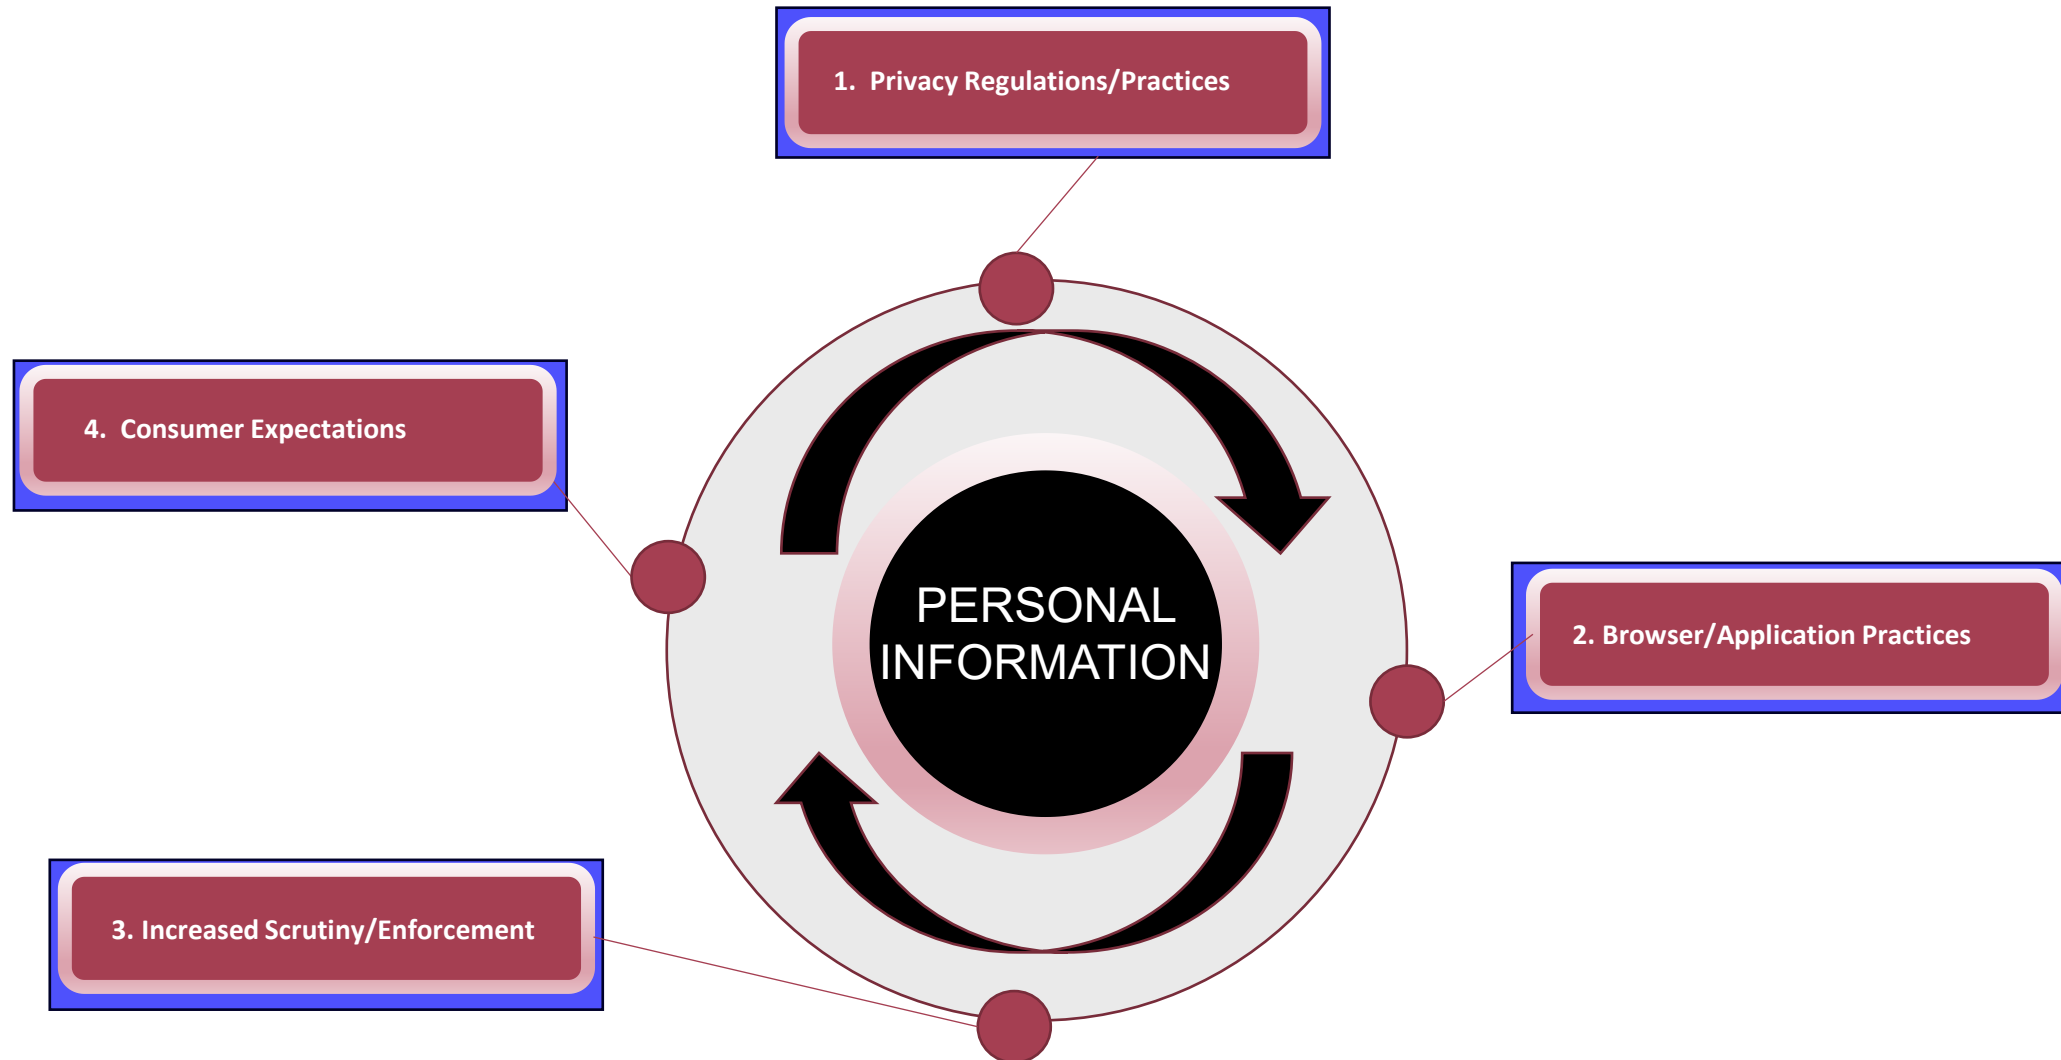 1.  Privacy Regulations/Practices
4.  Consumer Expectations
PERSONAL
INFORMATION
2. Browser/Application Practices
3. Increased Scrutiny/Enforcement